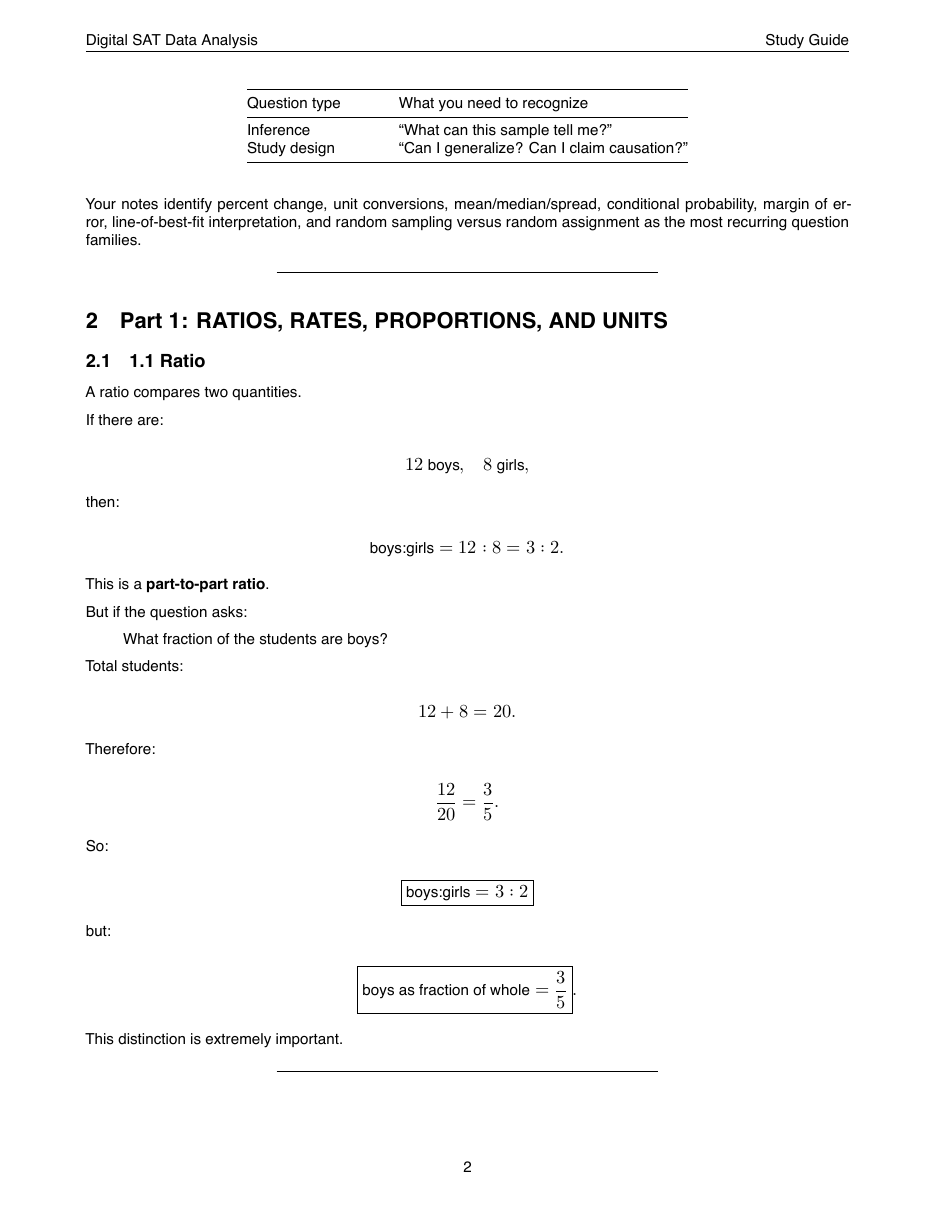 Digital SAT Data Analysis Study Guide
Question type What you need to recognize
Inference “What can this sample tell me?”
Study design “Can I generalize? Can I claim causation?”
Your notes identify percent change, unit conversions, mean/median/spread, conditional probability, margin of er-
ror, line-of-best-fit interpretation, and random sampling versus random assignment as the most recurring question
families.
2 Part 1: RATIOS, RATES, PROPORTIONS, AND UNITS
2.1 1.1 Ratio
A ratio compares two quantities.
If there are:
12 boys, 8 girls,
then:
boys:girls = 12 : 8 = 3 : 2.
This is a part-to-part ratio.
But if the question asks:
What fraction of the students are boys?
Total students:
12 + 8 = 20.
Therefore:
12/20 = 3/5.
So:
boys:girls = 3 : 2
but:
boys as fraction of whole = 3/5.
This distinction is extremely important.
2